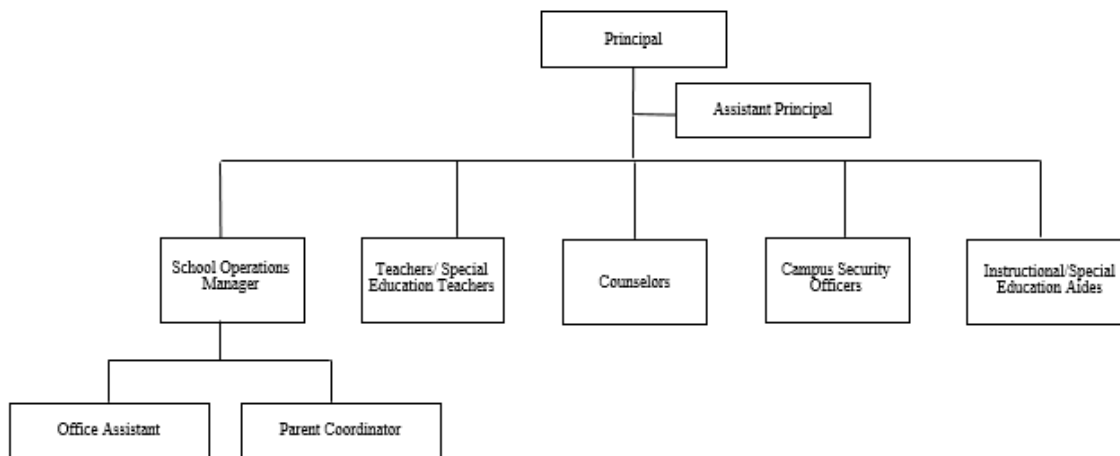 Principal
Assistant Principal
School Operations
Manager
Teachers/ Special
Education Teachers
Counselors
Campus Security
Officers
Instructional/Special
Education Aides
Office Assistant
Parent Coordinator